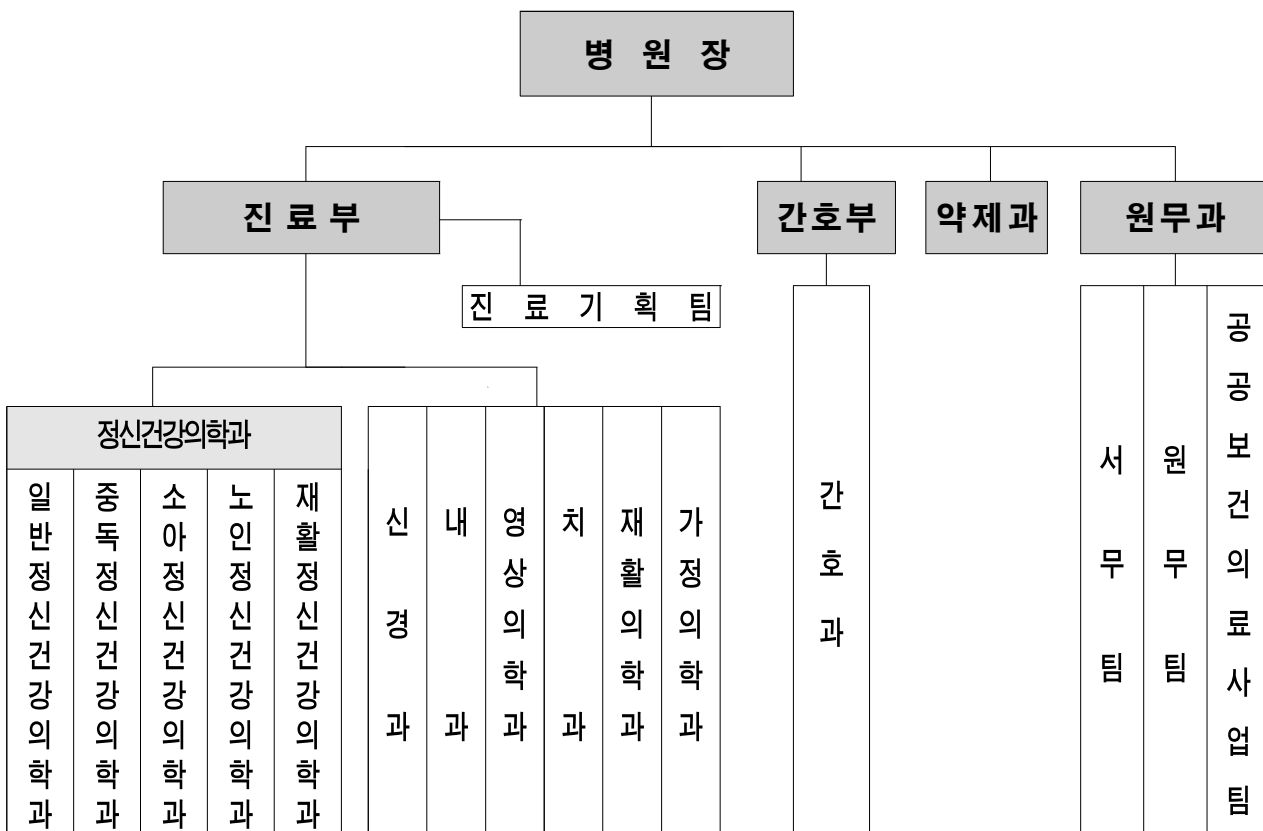 병 원 장
진 료 부
간호부
약제과
원무과
진 료 기 획 팀
정신건강의학과
일반정신건강의학과
중독정신건강의학과
소아정신건강의학과
노인정신건강의학과
재활정신건강의학과
신경과
내과
영상의학과
치과
재활의학과
가정의학과
간호과
서무팀
원무팀
공공보건의료사업팀